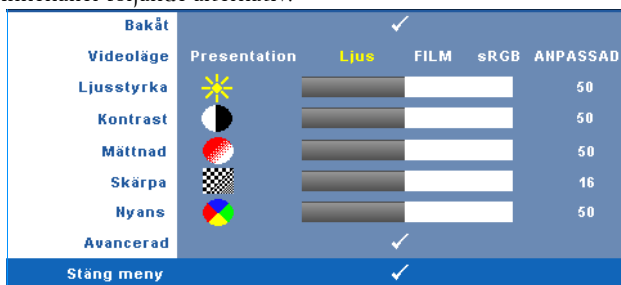 Bakåt
Videoläge Presentation Ljus FILM sRGB ANPASSAD
Ljusstyrka 50
Kontrast 50
Mättnad 50
Skärpa 16
Nyans 50
Avancerad
Stäng meny